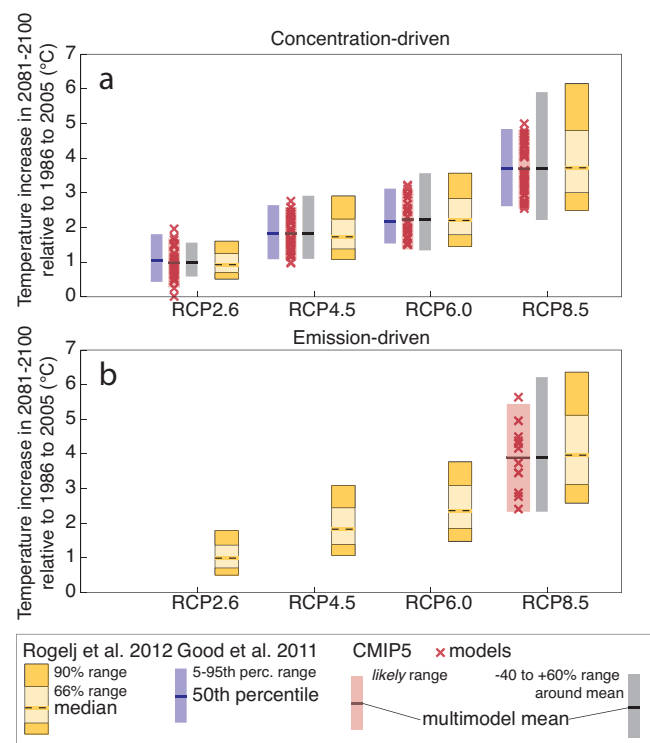 Concentration-driven
Temperature increase in 2081-2100
relative to 1986 to 2005 (°C)
a
7
6
5
4
3
2
1
0
RCP2.6 RCP4.5 RCP6.0 RCP8.5
Emission-driven
Temperature increase in 2081-2100
relative to 1986 to 2005 (°C)
b
7
6
5
4
3
2
1
0
RCP2.6 RCP4.5 RCP6.0 RCP8.5
Rogelj et al. 2012 Good et al. 2011 CMIP5 × models
90% range
66% range
median
5-95th perc. range
50th percentile
likely range
-40 to +60% range
around mean
multimodel mean